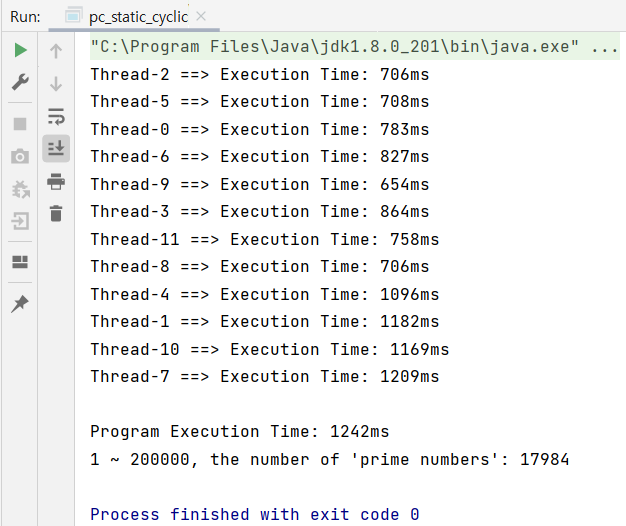 Run: pc_static_cyclic
"C:\Program Files\Java\jdk1.8.0_201\bin\java.exe" ...
Thread-2 ==> Execution Time: 706ms
Thread-5 ==> Execution Time: 708ms
Thread-0 ==> Execution Time: 783ms
Thread-6 ==> Execution Time: 827ms
Thread-9 ==> Execution Time: 654ms
Thread-3 ==> Execution Time: 864ms
Thread-11 ==> Execution Time: 758ms
Thread-8 ==> Execution Time: 706ms
Thread-4 ==> Execution Time: 1096ms
Thread-1 ==> Execution Time: 1182ms
Thread-10 ==> Execution Time: 1169ms
Thread-7 ==> Execution Time: 1209ms
Program Execution Time: 1242ms
1 ~ 200000, the number of 'prime numbers': 17984
Process finished with exit code 0